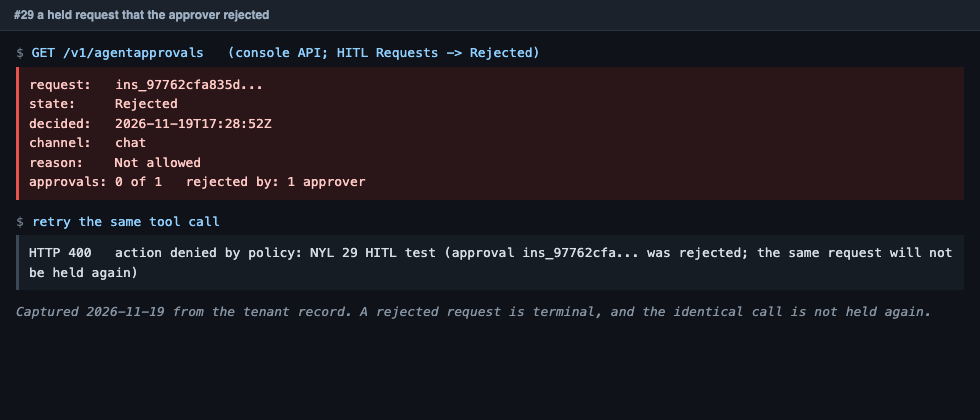 #29 a held request that the approver rejected
$ GET /v1/agentapprovals (console API; HITL Requests -> Rejected)
request: ins_97762cfa835d...
state: Rejected
decided: 2026-11-19T17:28:52Z
channel: chat
reason: Not allowed
approvals: 0 of 1 rejected by: 1 approver
$ retry the same tool call
HTTP 400 action denied by policy: NYL 29 HITL test (approval ins_97762cfa... was rejected; the same request will not
be held again)
Captured 2026-11-19 from the tenant record. A rejected request is terminal, and the identical call is not held again.